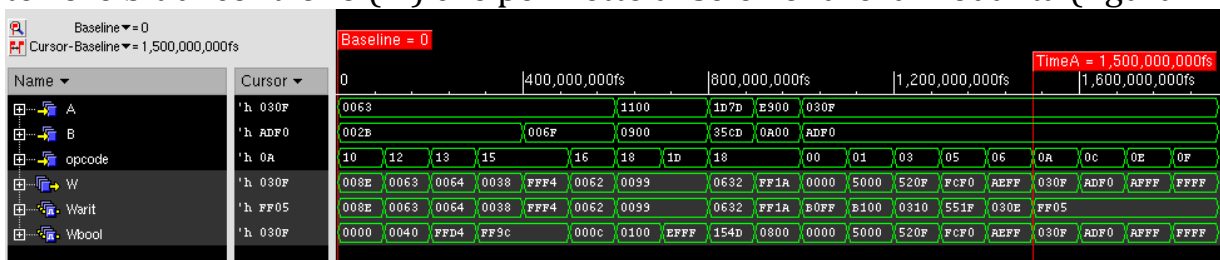 Baseline▼= 0
Cursor-Baseline▼= 1,500,000,000fs
Baseline = 0
TimeA = 1,500,000,000fs
Name ▼ Cursor ▼ 0 400,000,000fs 800,000,000fs 1,200,000,000fs 1,600,000,000fs
A 'h 030F 0063 1100 1D7D E900 030F
B 'h ADF0 002B 006F 0900 35CD 0A00 ADF0
opcode 'h 0A 10 12 13 15 16 18 1D 18 00 01 03 05 06 0A 0C 0E 0F
W 'h 030F 008E 0063 0064 0038 FFF4 0062 0099 0632 FF1A 0000 5000 520F FCF0 AEFF 030F ADF0 AFFF FFFF
Warit 'h FF05 008E 0063 0064 0038 FFF4 0062 0099 0632 FF1A B0FF B100 0310 551F 030E FF05
Wbool 'h 030F 0000 0040 FFD4 FF9C 000C 0100 EFFF 154D 0800 0000 5000 520F FCF0 AEFF 030F ADF0 AFFF FFFF